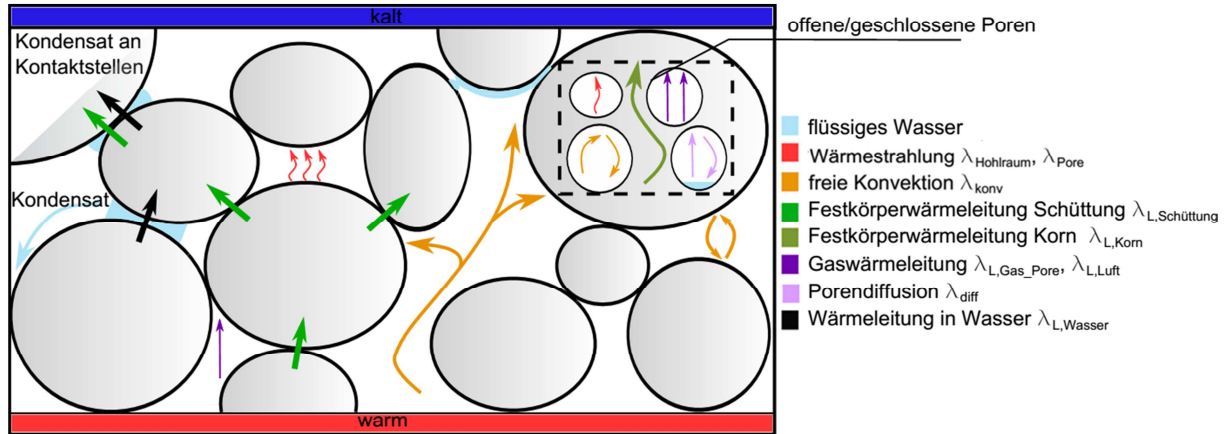 kalt
offene/geschlossene Poren
Kondensat an
Kontaktstellen
Kondensat
warm
flüssiges Wasser
Wärmestrahlung λHohlraum, λPore
freie Konvektion λkonv
Festkörperwärmeleitung Schüttung λL,Schüttung
Festkörperwärmeleitung Korn λL,Korn
Gaswärmeleitung λL,Gas_Pore, λL,Luft
Porendiffusion λdiff
Wärmeleitung in Wasser λL,Wasser